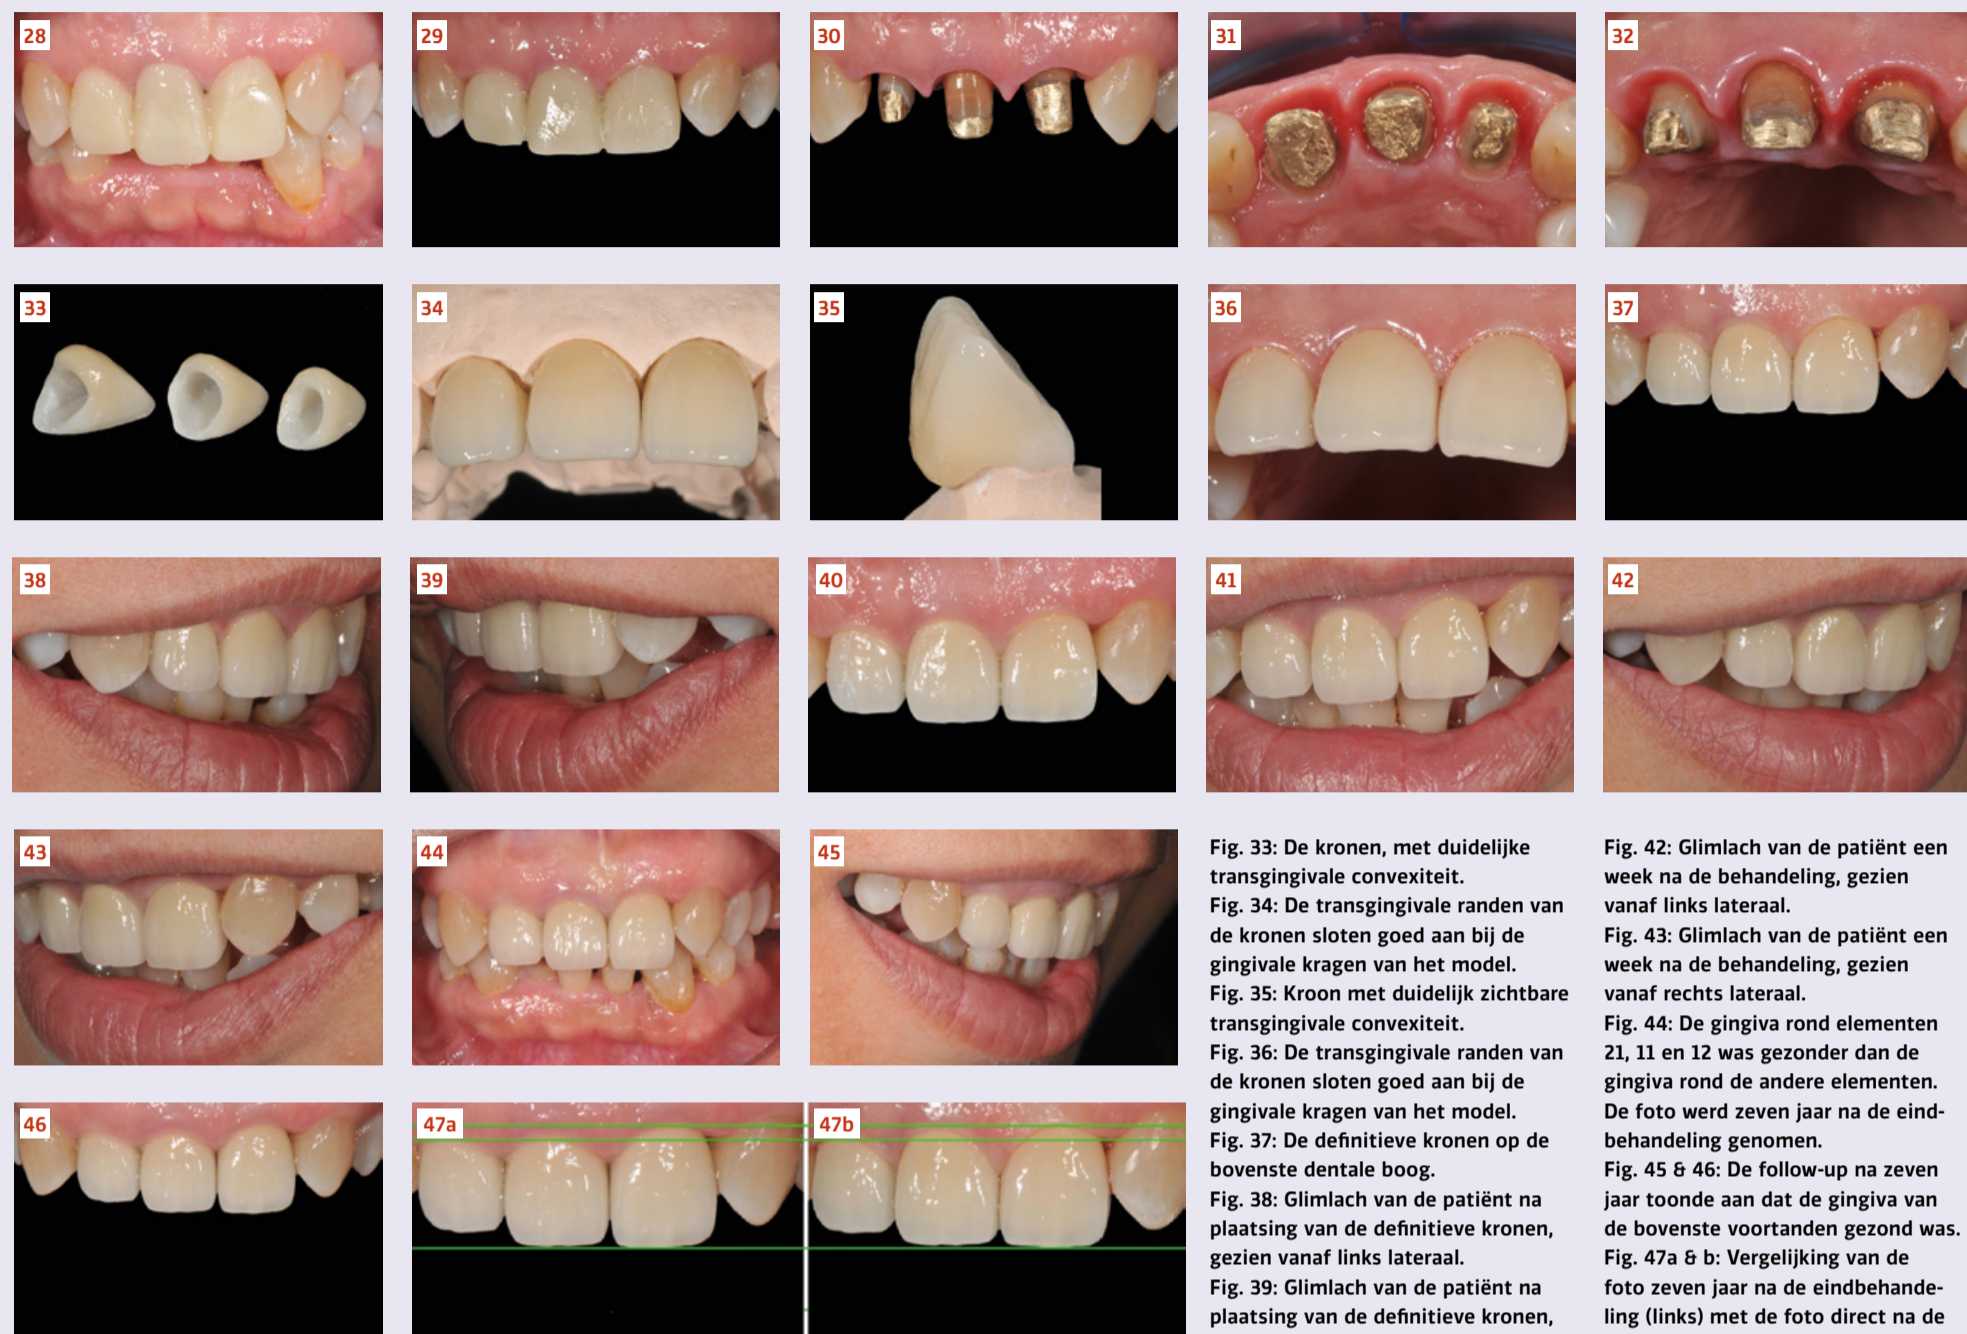 28
29
30
31
32
33
34
35
36
37
38
39
40
41
42
43
44
45
46
47a
47b
Fig. 33: De kronen, met duidelijke
transgingivale convexiteit.
Fig. 34: De transgingivale randen van
de kronen sloten goed aan bij de
gingivale kragen van het model.
Fig. 35: Kroon met duidelijk zichtbare
transgingivale convexiteit.
Fig. 36: De transgingivale randen van
de kronen sloten goed aan bij de
gingivale kragen van het model.
Fig. 37: De definitieve kronen op de
bovenste dentale boog.
Fig. 38: Glimlach van de patiënt na
plaatsing van de definitieve kronen,
gezien vanaf links lateraal.
Fig. 39: Glimlach van de patiënt na
plaatsing van de definitieve kronen,
Fig. 42: Glimlach van de patiënt een
week na de behandeling, gezien
vanaf links lateraal.
Fig. 43: Glimlach van de patiënt een
week na de behandeling, gezien
vanaf rechts lateraal.
Fig. 44: De gingiva rond elementen
21, 11 en 12 was gezonder dan de
gingiva rond de andere elementen.
De foto werd zeven jaar na de eind-
behandeling genomen.
Fig. 45 & 46: De follow-up na zeven
jaar toonde aan dat de gingiva van
de bovenste voortanden gezond was.
Fig. 47a & b: Vergelijking van de
foto zeven jaar na de eindbehande-
ling (links) met de foto direct na de